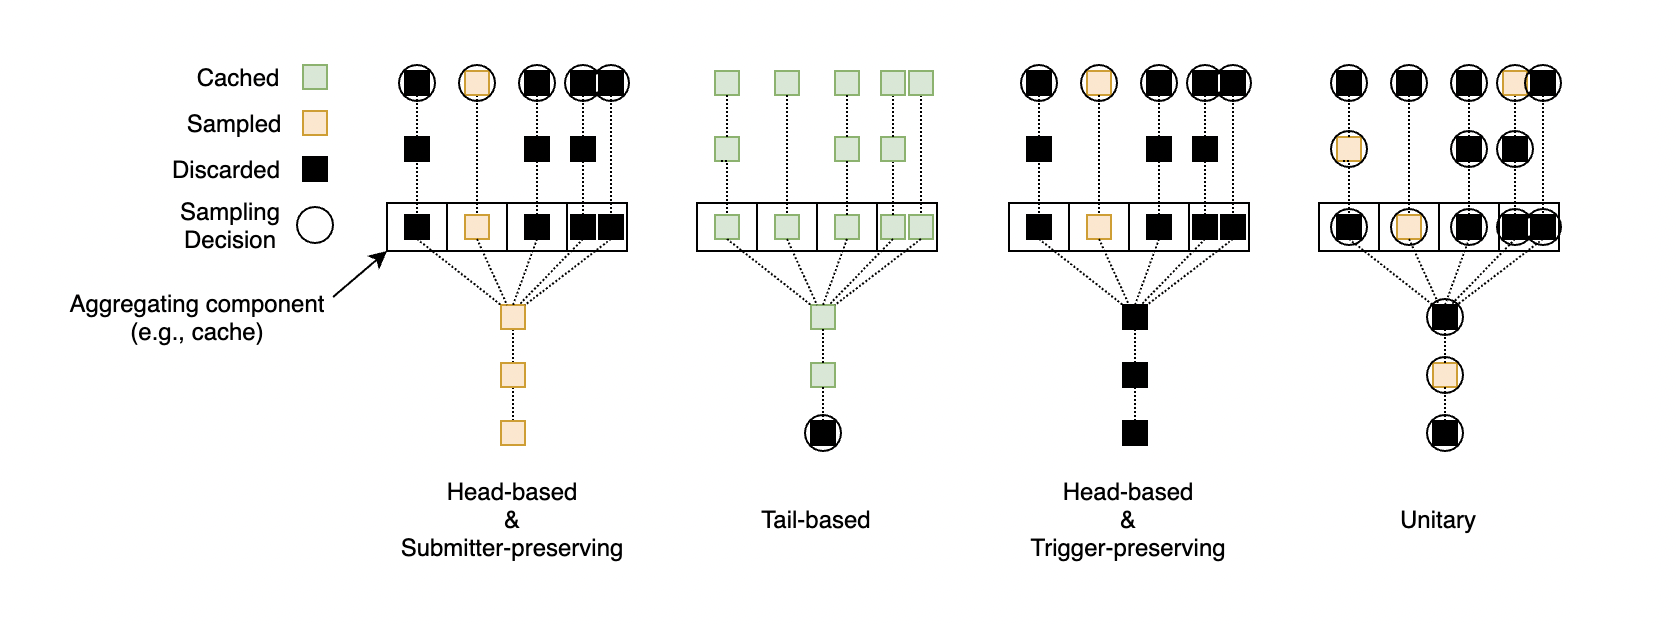 Cached
Sampled
Discarded
Sampling
Decision
Aggregating component
(e.g., cache)
Head-based
&
Submitter-preserving
Tail-based
Head-based
&
Trigger-preserving
Unitary